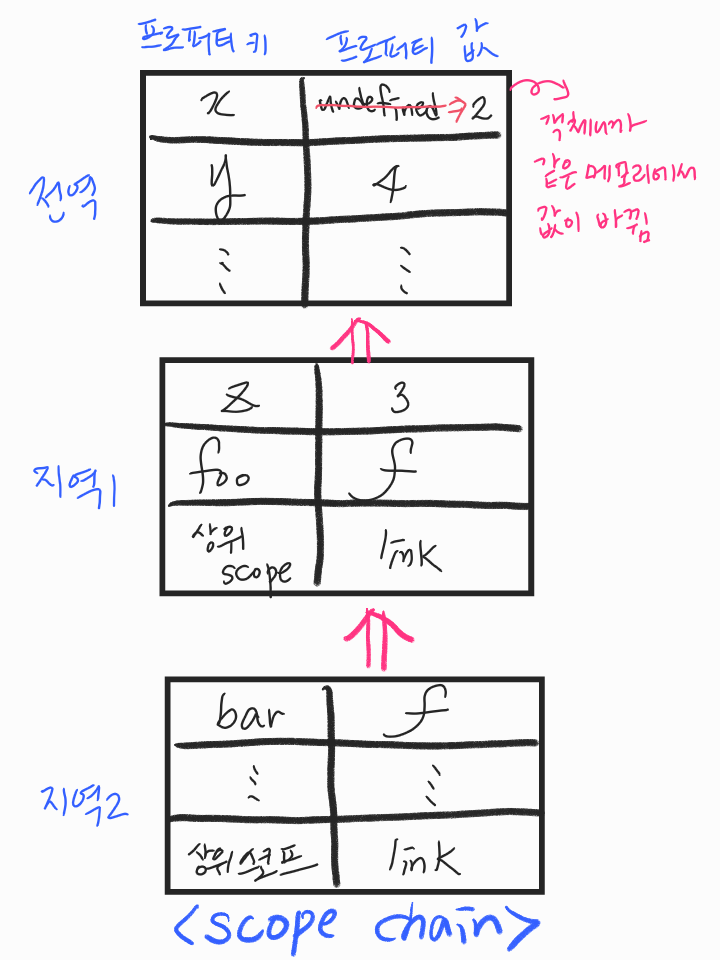 프로퍼티 키 프로퍼티 값
x undefined → 2
객체니까
같은 메모리에서
값이 바뀜
전역
y 4
⋮ ⋮
z 3
지역1
foo f
상위
scope
link
bar f
지역2
⋮ ⋮
상위스코프 link
<scope chain>